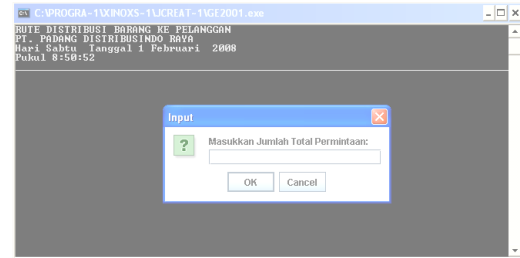 C:\PROGRA~1\XINOXS~1\JCREAT~1\GE2001.exe
RUTE DISTRIBUSI BARANG KE PELANGGAN
PT. PADANG DISTRIBUSINDO RAYA
Hari Sabtu Tanggal 1 Februari 2008
Pukul 8:50:52
Input
Masukkan Jumlah Total Permintaan:
OK
Cancel